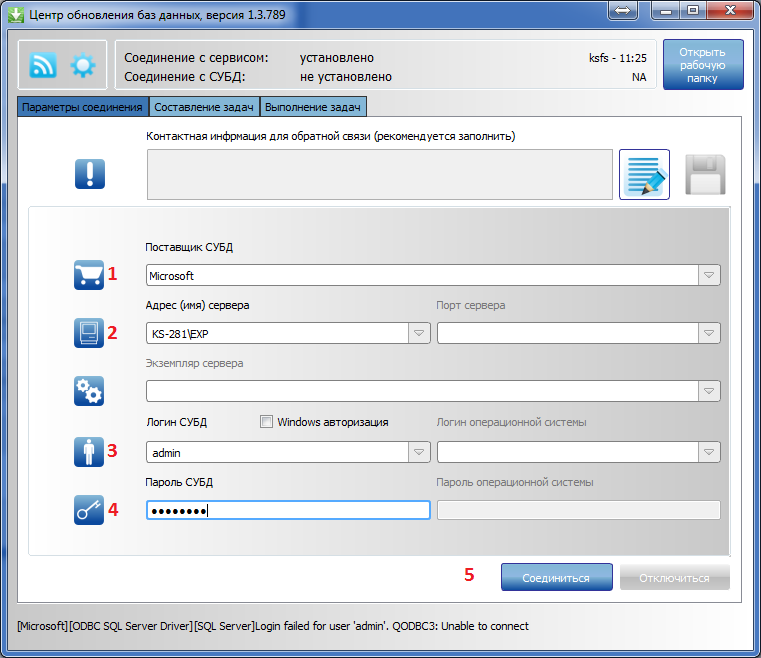 Центр обновления баз данных, версия 1.3.789
Соединение с сервисом: установлено ksfs - 11:25
Соединение с СУБД: не установлено NA
Открыть
рабочую
папку
Параметры соединения Составление задач Выполнение задач
Контактная инфрмация для обратной связи (рекомендуется заполнить)
Поставщик СУБД
1 Microsoft
Адрес (имя) сервера Порт сервера
2 KS-281\EXP
Экземпляр сервера
Логин СУБД Windows авторизация Логин операционной системы
3 admin
Пароль СУБД Пароль операционной системы
4 ••••••••
5 Соединиться Отключиться
[Microsoft][ODBC SQL Server Driver][SQL Server]Login failed for user 'admin'. QODBC3: Unable to connect